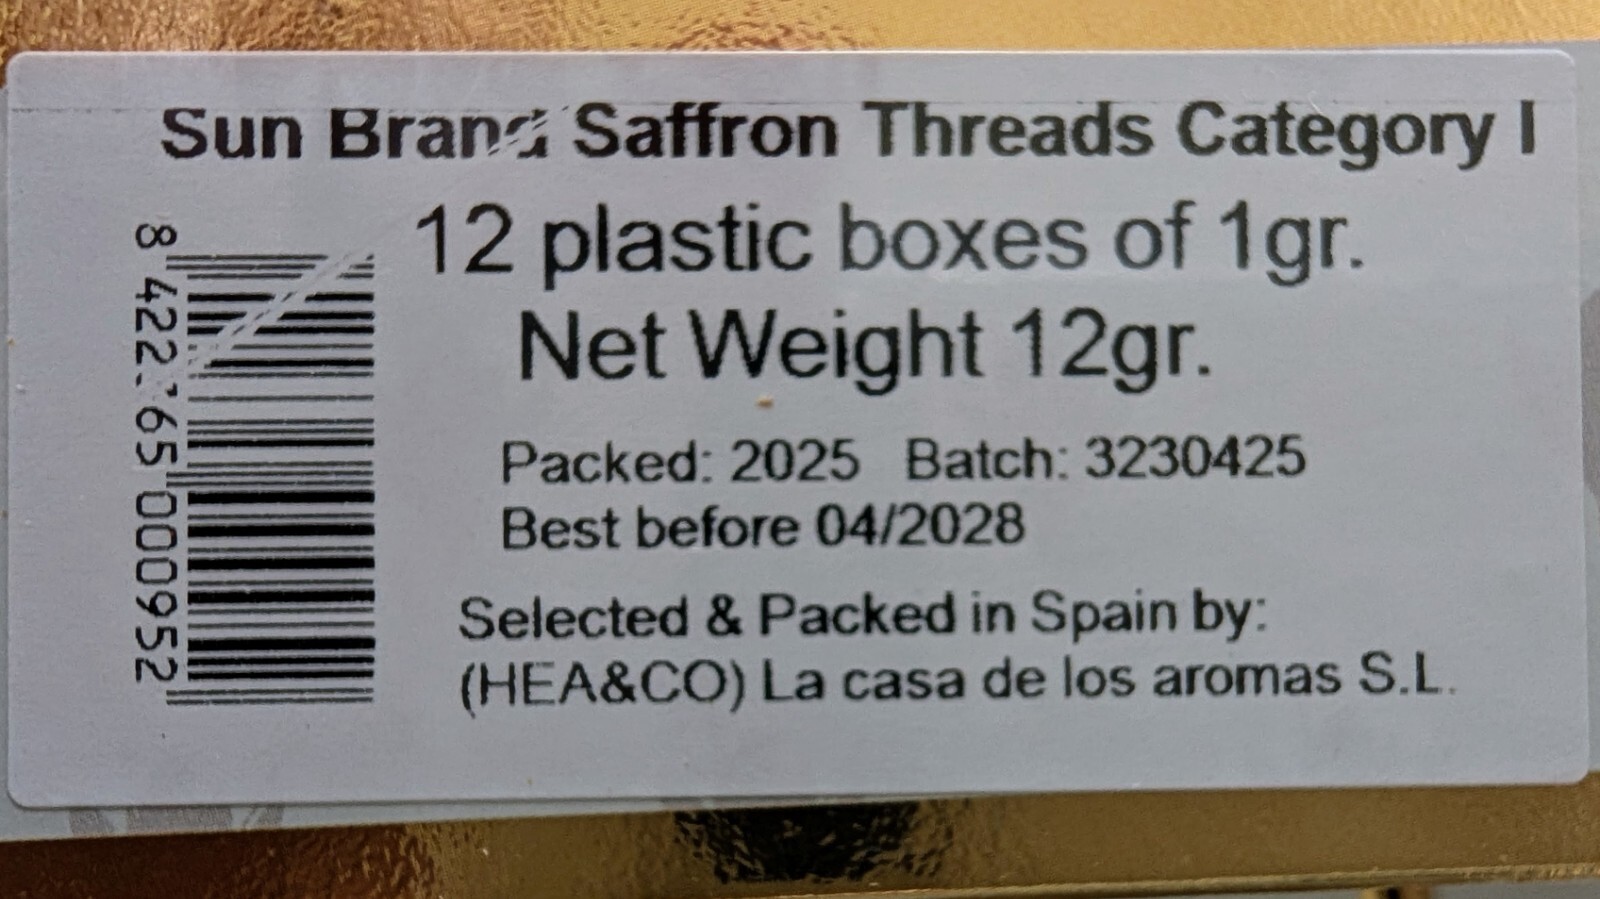 Sun Brand Saffron Threads Category I
12 plastic boxes of 1gr.
Net Weight 12gr.
Packed: 2025 Batch: 3230425
Best before 04/2028
Selected & Packed in Spain by:
(HEA&CO) La casa de los aromas S.L.